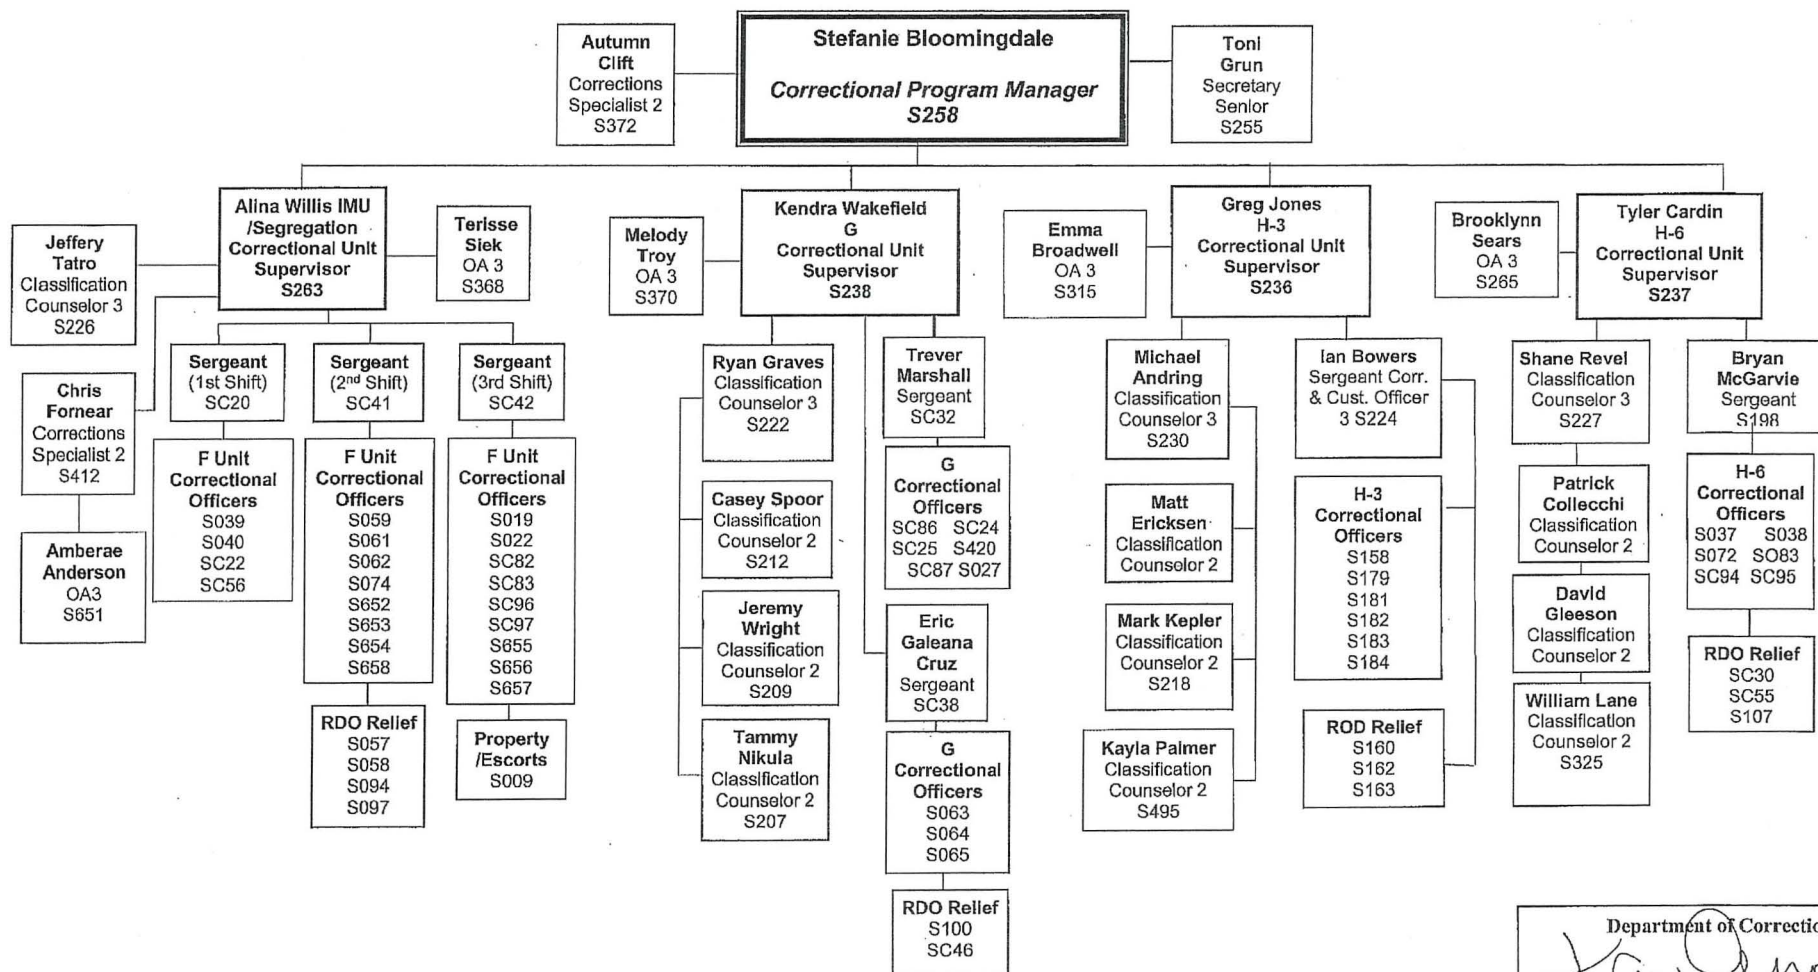 Autumn
Clift
Corrections
Specialist 2
S372
Stefanie Bloomingdale
Correctional Program Manager
S258
Toni
Grun
Secretary
Senior
S255
Jeffery
Tatro
Classification
Counselor 3
S226
Alina Willis IMU
/Segregation
Correctional Unit
Supervisor
S263
Terisse
Siek
OA 3
S368
Melody
Troy
OA 3
S370
Kendra Wakefield
G
Correctional Unit
Supervisor
S238
Emma
Broadwell
OA 3
S315
Greg Jones
H-3
Correctional Unit
Supervisor
S236
Brooklynn
Sears
OA 3
S265
Tyler Cardin
H-6
Correctional Unit
Supervisor
S237
Chris
Fornear
Corrections
Specialist 2
S412
Amberae
Anderson
OA3
S651
Sergeant
(1st Shift)
SC20
F Unit
Correctional
Officers
S039
S040
SC22
SC56
Sergeant
(2nd Shift)
SC41
F Unit
Correctional
Officers
S059
S061
S062
S074
S652
S653
S654
S658
RDO Relief
S057
S058
S094
S097
Sergeant
(3rd Shift)
SC42
F Unit
Correctional
Officers
S019
S022
SC82
SC83
SC96
SC97
S655
S656
S657
Property
/Escorts
S009
Ryan Graves
Classification
Counselor 3
S222
Casey Spoor
Classification
Counselor 2
S212
Jeremy
Wright
Classification
Counselor 2
S209
Tammy
Nikula
Classification
Counselor 2
S207
Trever
Marshall
Sergeant
SC32
G
Correctional
Officers
SC86 SC24
SC25 S420
SC87 S027
Eric
Galeana
Cruz
Sergeant
SC38
G
Correctional
Officers
S063
S064
S065
RDO Relief
S100
SC46
Michael
Andring
Classification
Counselor 3
S230
Matt
Ericksen
Classification
Counselor 2
Mark Kepler
Classification
Counselor 2
S218
Kayla Palmer
Classification
Counselor 2
S495
Ian Bowers
Sergeant Corr.
& Cust. Officer
3 S224
H-3
Correctional
Officers
S158
S179
S181
S182
S183
S184
ROD Relief
S160
S162
S163
Shane Revel
Classification
Counselor 3
S227
Patrick
Collecchi
Classification
Counselor 2
David
Gleeson
Classification
Counselor 2
William Lane
Classification
Counselor 2
S325
Bryan
McGarvie
Sergeant
S198
H-6
Correctional
Officers
S037 S038
S072 SO83
SC94 SC95
RDO Relief
SC30
SC55
S107
Department of Correctio